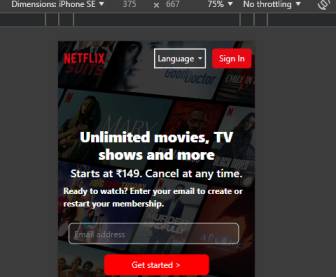 Dimensions: iPhone SE ▼ 375 x 667 75% ▼ No throttling ▼
NETFLIX Language Sign In
SUITS
GoodDoctor
Unlimited movies, TV
shows and more
Starts at ₹149. Cancel at any time.
Ready to watch? Enter your email to create or
restart your membership.
Email address
Get started >